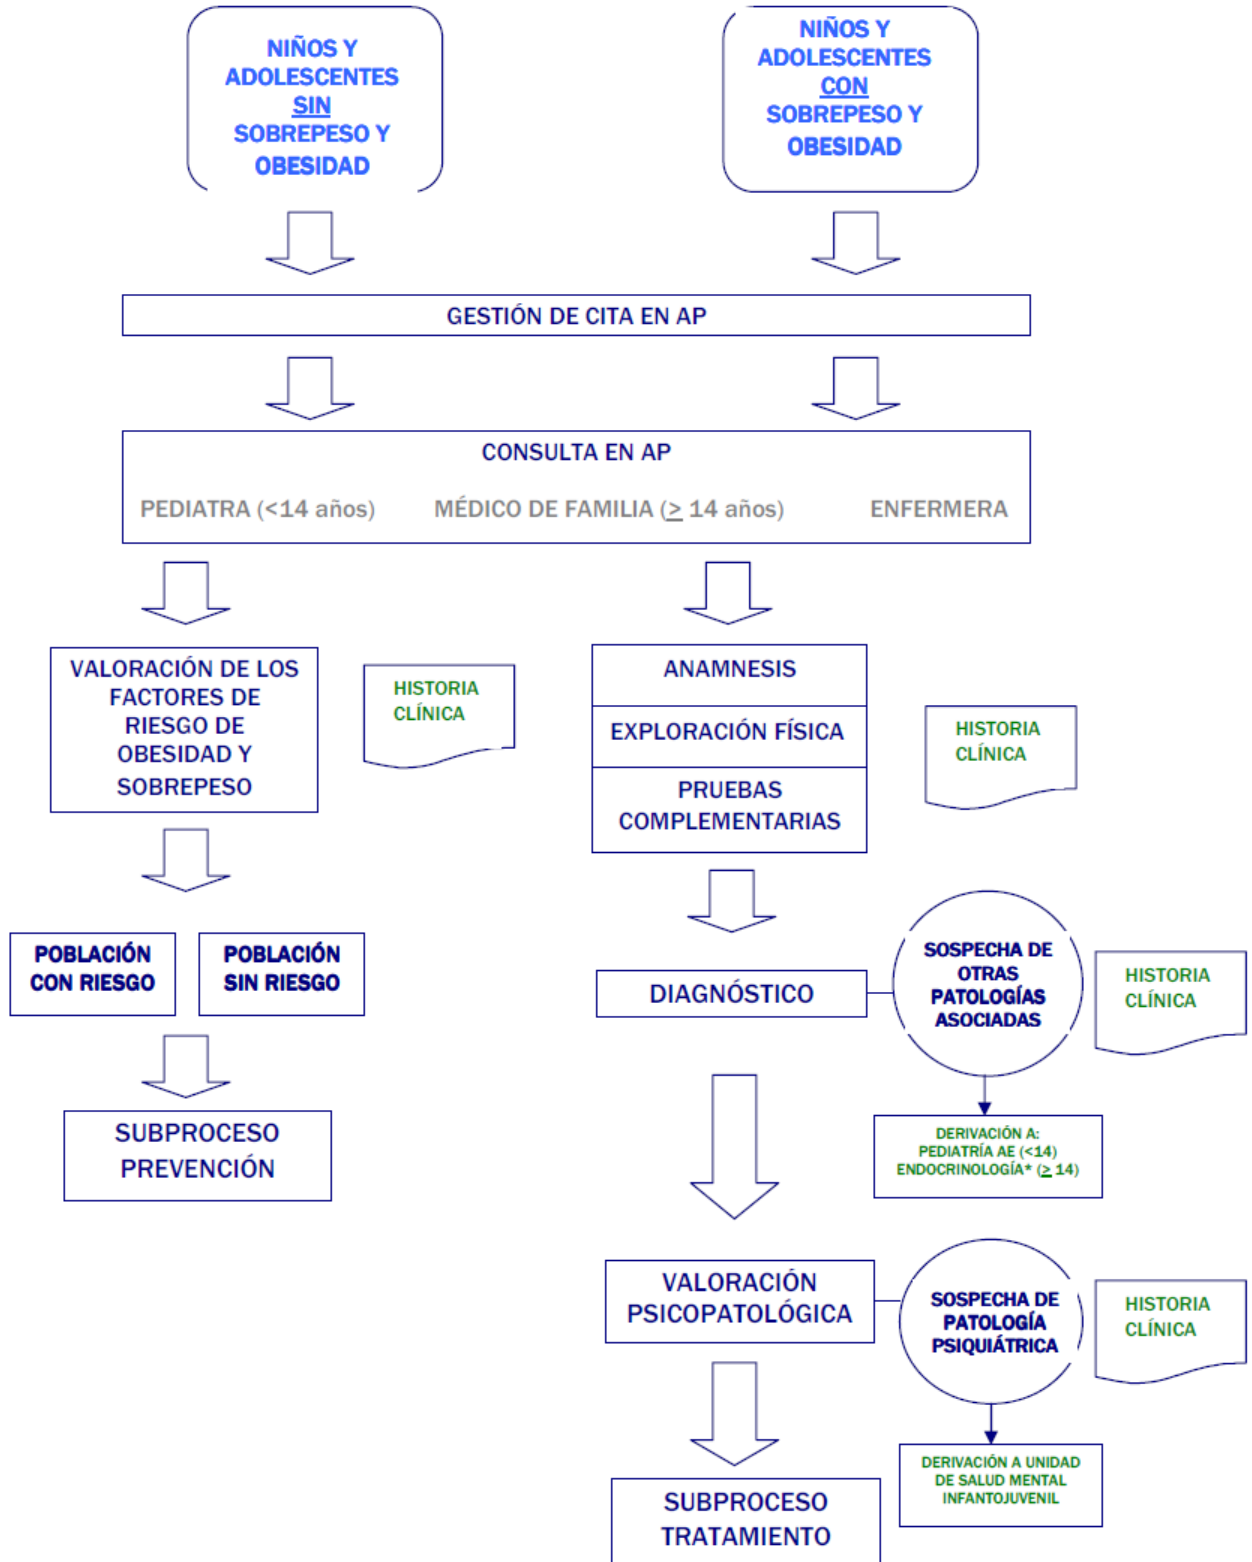 NIÑOS Y
ADOLESCENTES
SIN
SOBREPESO Y
OBESIDAD
NIÑOS Y
ADOLESCENTES
CON
SOBREPESO Y
OBESIDAD
GESTIÓN DE CITA EN AP
CONSULTA EN AP
PEDIATRA (<14 años) MÉDICO DE FAMILIA (≥ 14 años) ENFERMERA
VALORACIÓN DE LOS
FACTORES DE
RIESGO DE
OBESIDAD Y
SOBREPESO
HISTORIA
CLÍNICA
ANAMNESIS
EXPLORACIÓN FÍSICA
PRUEBAS
COMPLEMENTARIAS
HISTORIA
CLÍNICA
POBLACIÓN
CON RIESGO
POBLACIÓN
SIN RIESGO
DIAGNÓSTICO
SOSPECHA DE
OTRAS
PATOLOGÍAS
ASOCIADAS
HISTORIA
CLÍNICA
SUBPROCESO
PREVENCIÓN
DERIVACIÓN A:
PEDIATRÍA AE (<14)
ENDOCRINOLOGÍA* (≥ 14)
VALORACIÓN
PSICOPATOLÓGICA
SOSPECHA DE
PATOLOGÍA
PSIQUIÁTRICA
HISTORIA
CLÍNICA
DERIVACIÓN A UNIDAD
DE SALUD MENTAL
INFANTOJUVENIL
SUBPROCESO
TRATAMIENTO